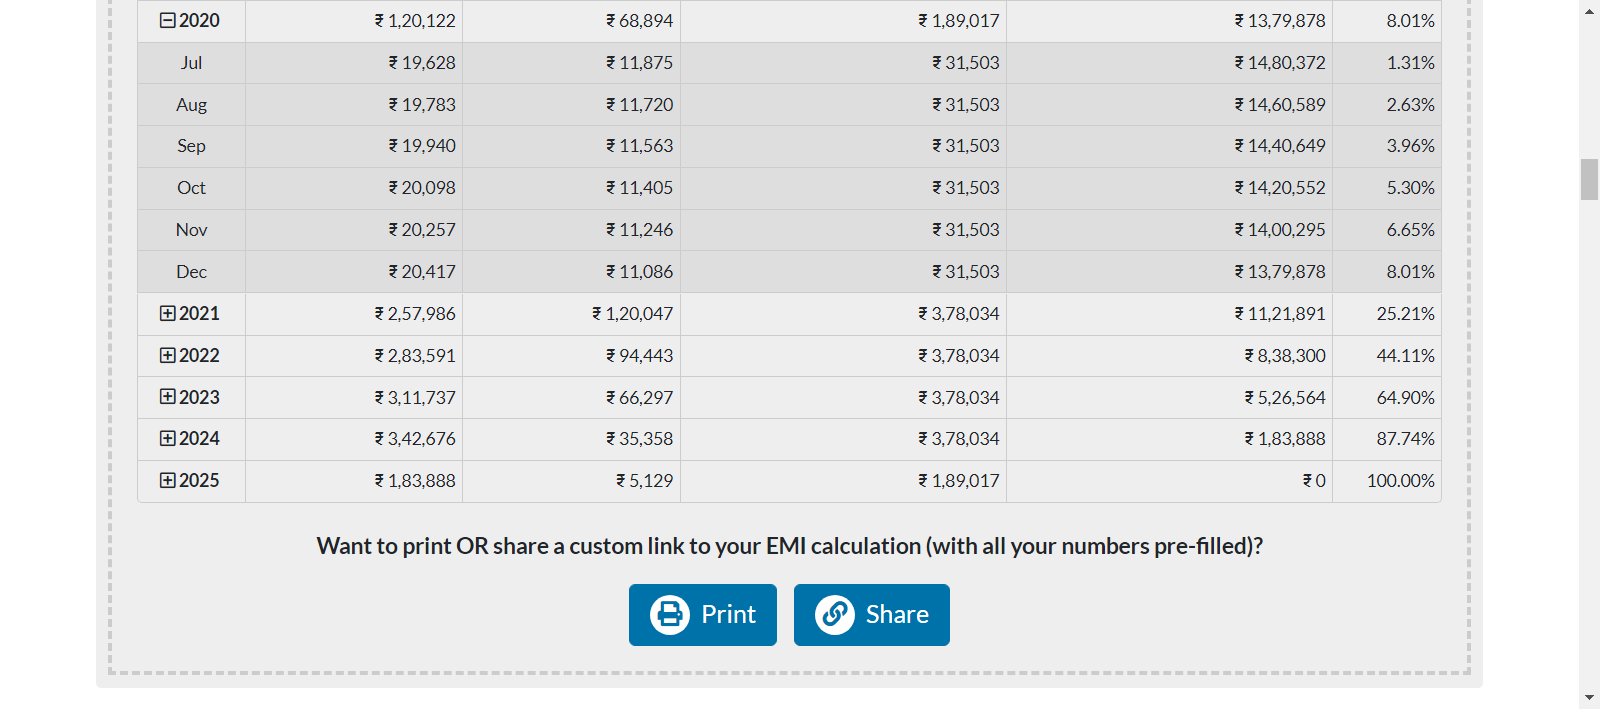 2020 ₹ 1,20,122 ₹ 68,894 ₹ 1,89,017 ₹ 13,79,878 8.01%
Jul ₹ 19,628 ₹ 11,875 ₹ 31,503 ₹ 14,80,372 1.31%
Aug ₹ 19,783 ₹ 11,720 ₹ 31,503 ₹ 14,60,589 2.63%
Sep ₹ 19,940 ₹ 11,563 ₹ 31,503 ₹ 14,40,649 3.96%
Oct ₹ 20,098 ₹ 11,405 ₹ 31,503 ₹ 14,20,552 5.30%
Nov ₹ 20,257 ₹ 11,246 ₹ 31,503 ₹ 14,00,295 6.65%
Dec ₹ 20,417 ₹ 11,086 ₹ 31,503 ₹ 13,79,878 8.01%
2021 ₹ 2,57,986 ₹ 1,20,047 ₹ 3,78,034 ₹ 11,21,891 25.21%
2022 ₹ 2,83,591 ₹ 94,443 ₹ 3,78,034 ₹ 8,38,300 44.11%
2023 ₹ 3,11,737 ₹ 66,297 ₹ 3,78,034 ₹ 5,26,564 64.90%
2024 ₹ 3,42,676 ₹ 35,358 ₹ 3,78,034 ₹ 1,83,888 87.74%
2025 ₹ 1,83,888 ₹ 5,129 ₹ 1,89,017 ₹ 0 100.00%
Want to print OR share a custom link to your EMI calculation (with all your numbers pre-filled)?
Print Share